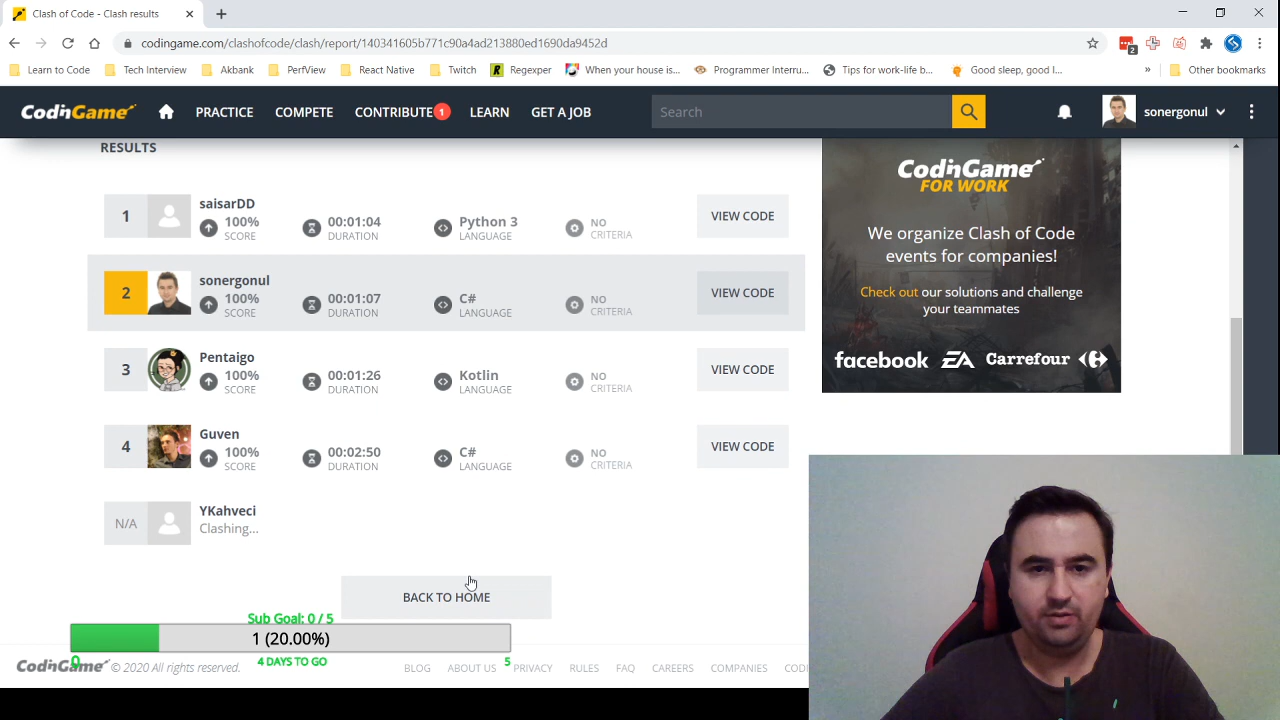 Clash of Code - Clash results
codingame.com/clashofcode/clash/report/140341605b771c90a4ad213880ed1690da9452d
2
Learn to Code
Tech Interview
Akbank
PerfView
React Native
Twitch
Regexper
When your house is...
Programmer Interru...
Tips for work-life b...
Good sleep, good l...
»
Other bookmarks
CodinGame
PRACTICE
COMPETE
CONTRIBUTE 1
LEARN
GET A JOB
Search
sonergonul
RESULTS
1
saisarDD
100%
SCORE
00:01:04
DURATION
Python 3
LANGUAGE
NO
CRITERIA
VIEW CODE
2
sonergonul
100%
SCORE
00:01:07
DURATION
C#
LANGUAGE
NO
CRITERIA
VIEW CODE
3
Pentaigo
100%
SCORE
00:01:26
DURATION
Kotlin
LANGUAGE
NO
CRITERIA
VIEW CODE
4
Guven
100%
SCORE
00:02:50
DURATION
C#
LANGUAGE
NO
CRITERIA
VIEW CODE
N/A
YKahveci
Clashing...
BACK TO HOME
CodinGame
FOR WORK
We organize Clash of Code
events for companies!
Check out our solutions and challenge
your teammates
facebook EA Carrefour
Sub Goal: 0 / 5
1 (20.00%)
0
4 DAYS TO GO
5
CodinGame © 2020 All rights reserved.
BLOG
ABOUT US
PRIVACY
RULES
FAQ
CAREERS
COMPANIES
CODI